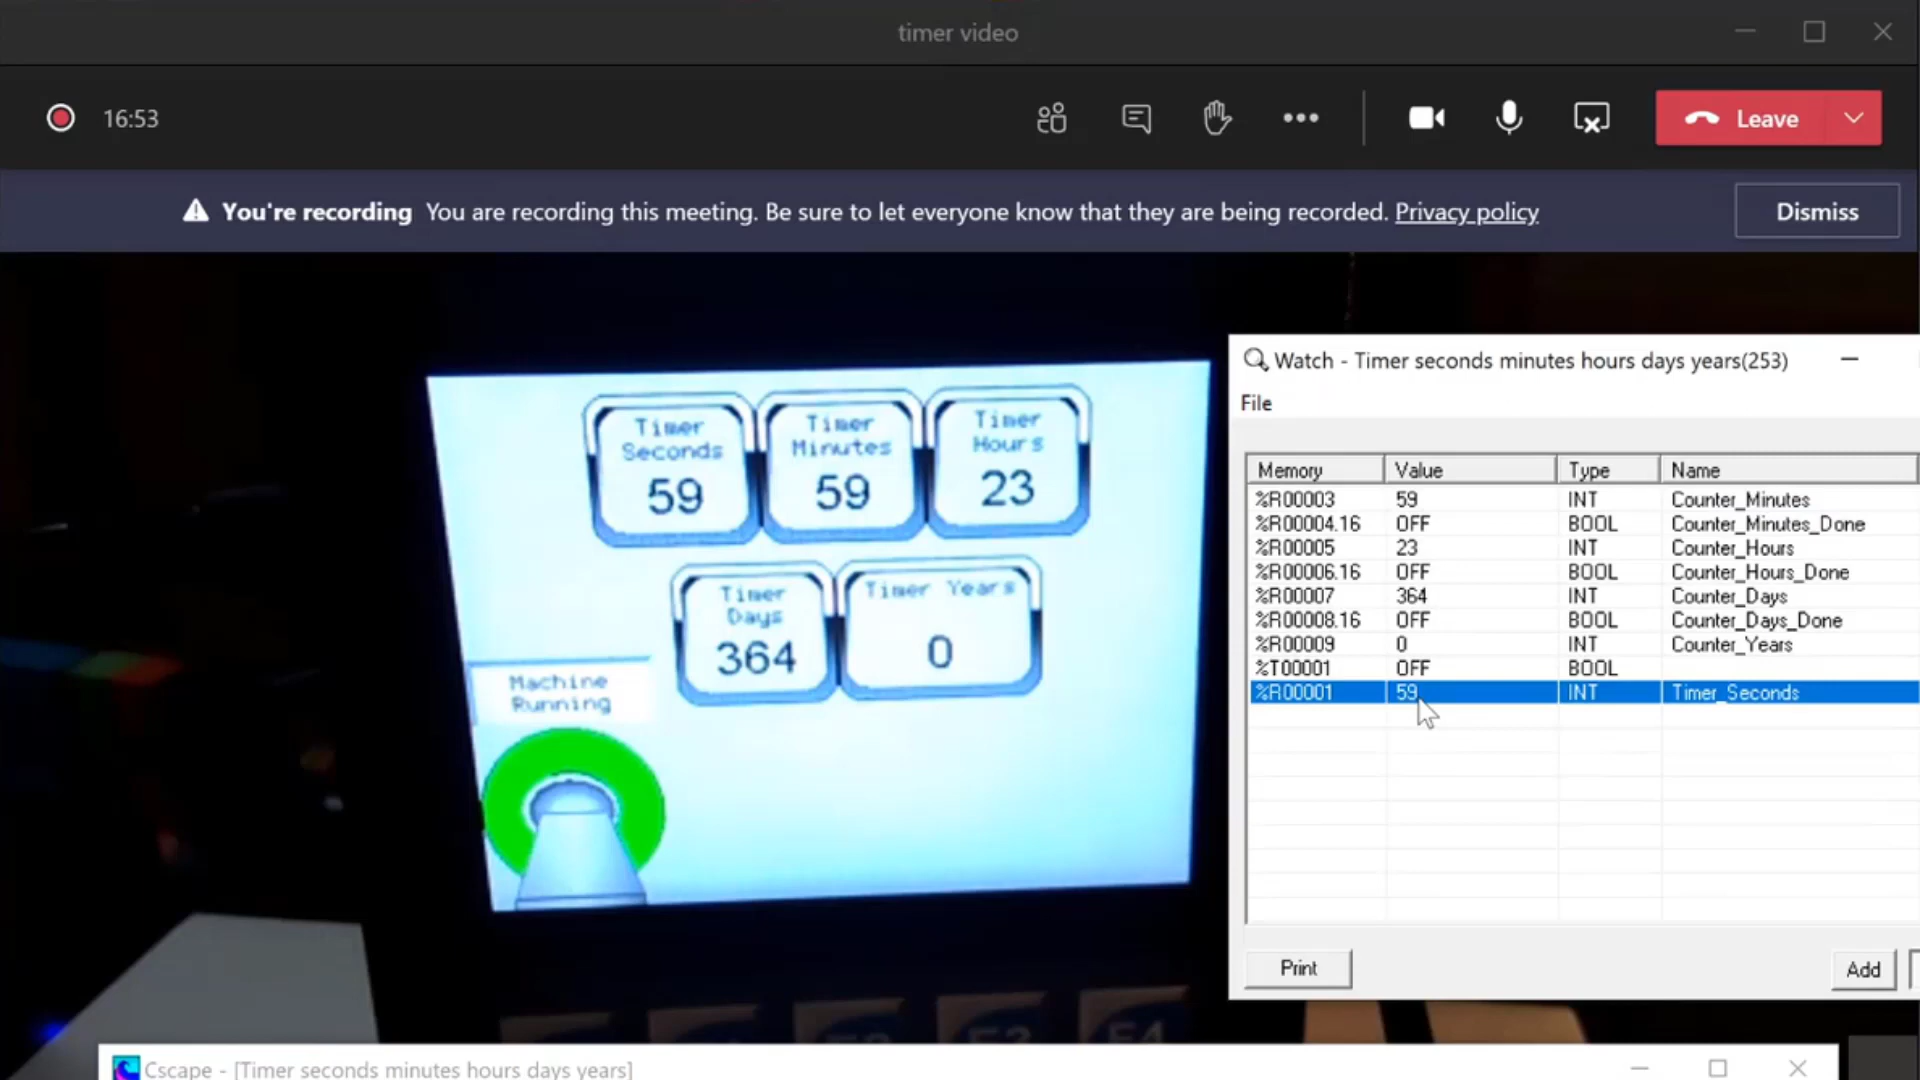 timer video
16:53
Leave
You're recording You are recording this meeting. Be sure to let everyone know that they are being recorded. Privacy policy
Dismiss
Timer
Seconds
59
Timer
Minutes
59
Timer
Hours
23
Timer
Days
364
Timer Years
0
Machine
Running
F3
F4
Watch - Timer seconds minutes hours days years(253)
File
Memory Value Type Name
%R00003 59 INT Counter_Minutes
%R00004.16 OFF BOOL Counter_Minutes_Done
%R00005 23 INT Counter_Hours
%R00006.16 OFF BOOL Counter_Hours_Done
%R00007 364 INT Counter_Days
%R00008.16 OFF BOOL Counter_Days_Done
%R00009 0 INT Counter_Years
%T00001 OFF BOOL
%R00001 59 INT Timer_Seconds
Print
Add
Cscape - [Timer seconds minutes hours days years]